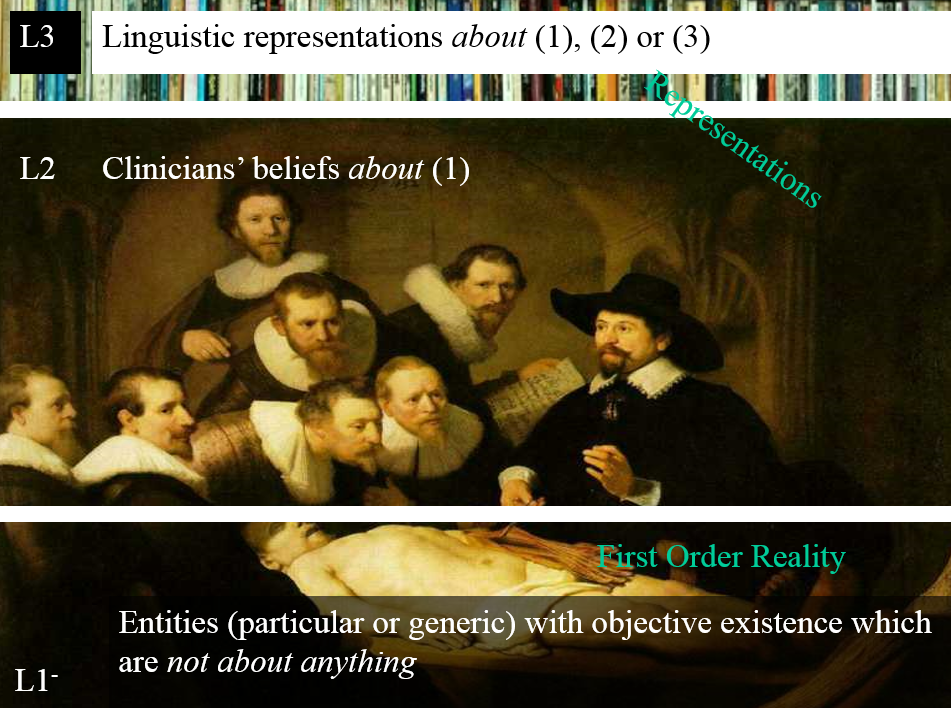 L3 Linguistic representations about (1), (2) or (3)
Representations
L2 Clinicians’ beliefs about (1)
First Order Reality
Entities (particular or generic) with objective existence which
are not about anything
L1-